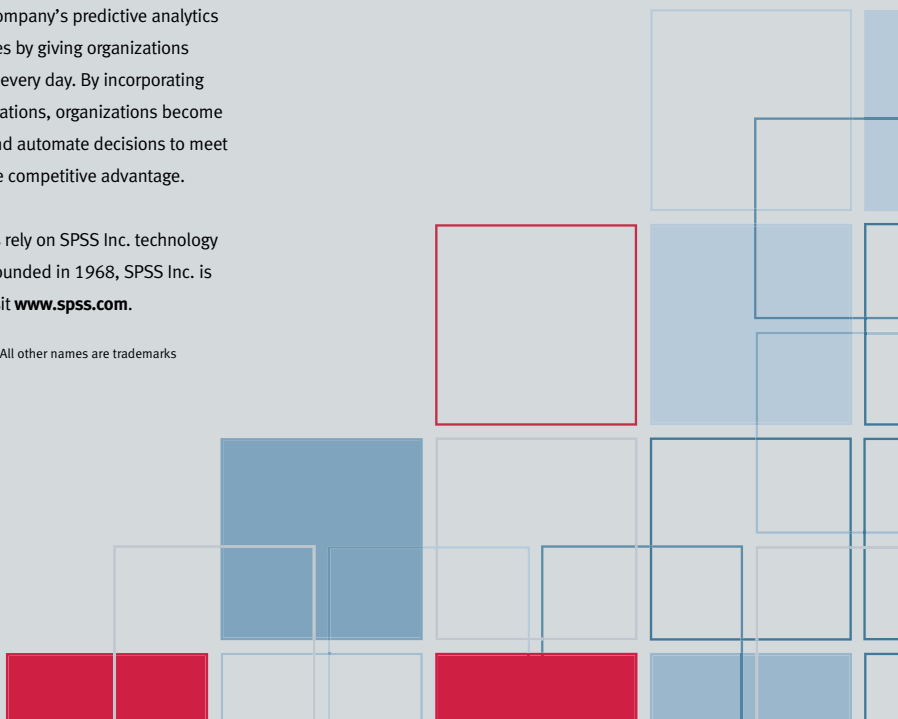 ompany’s predictive analytics
es by giving organizations
every day. By incorporating
ations, organizations become
nd automate decisions to meet
e competitive advantage.
rely on SPSS Inc. technology
ounded in 1968, SPSS Inc. is
sit www.spss.com.
All other names are trademarks